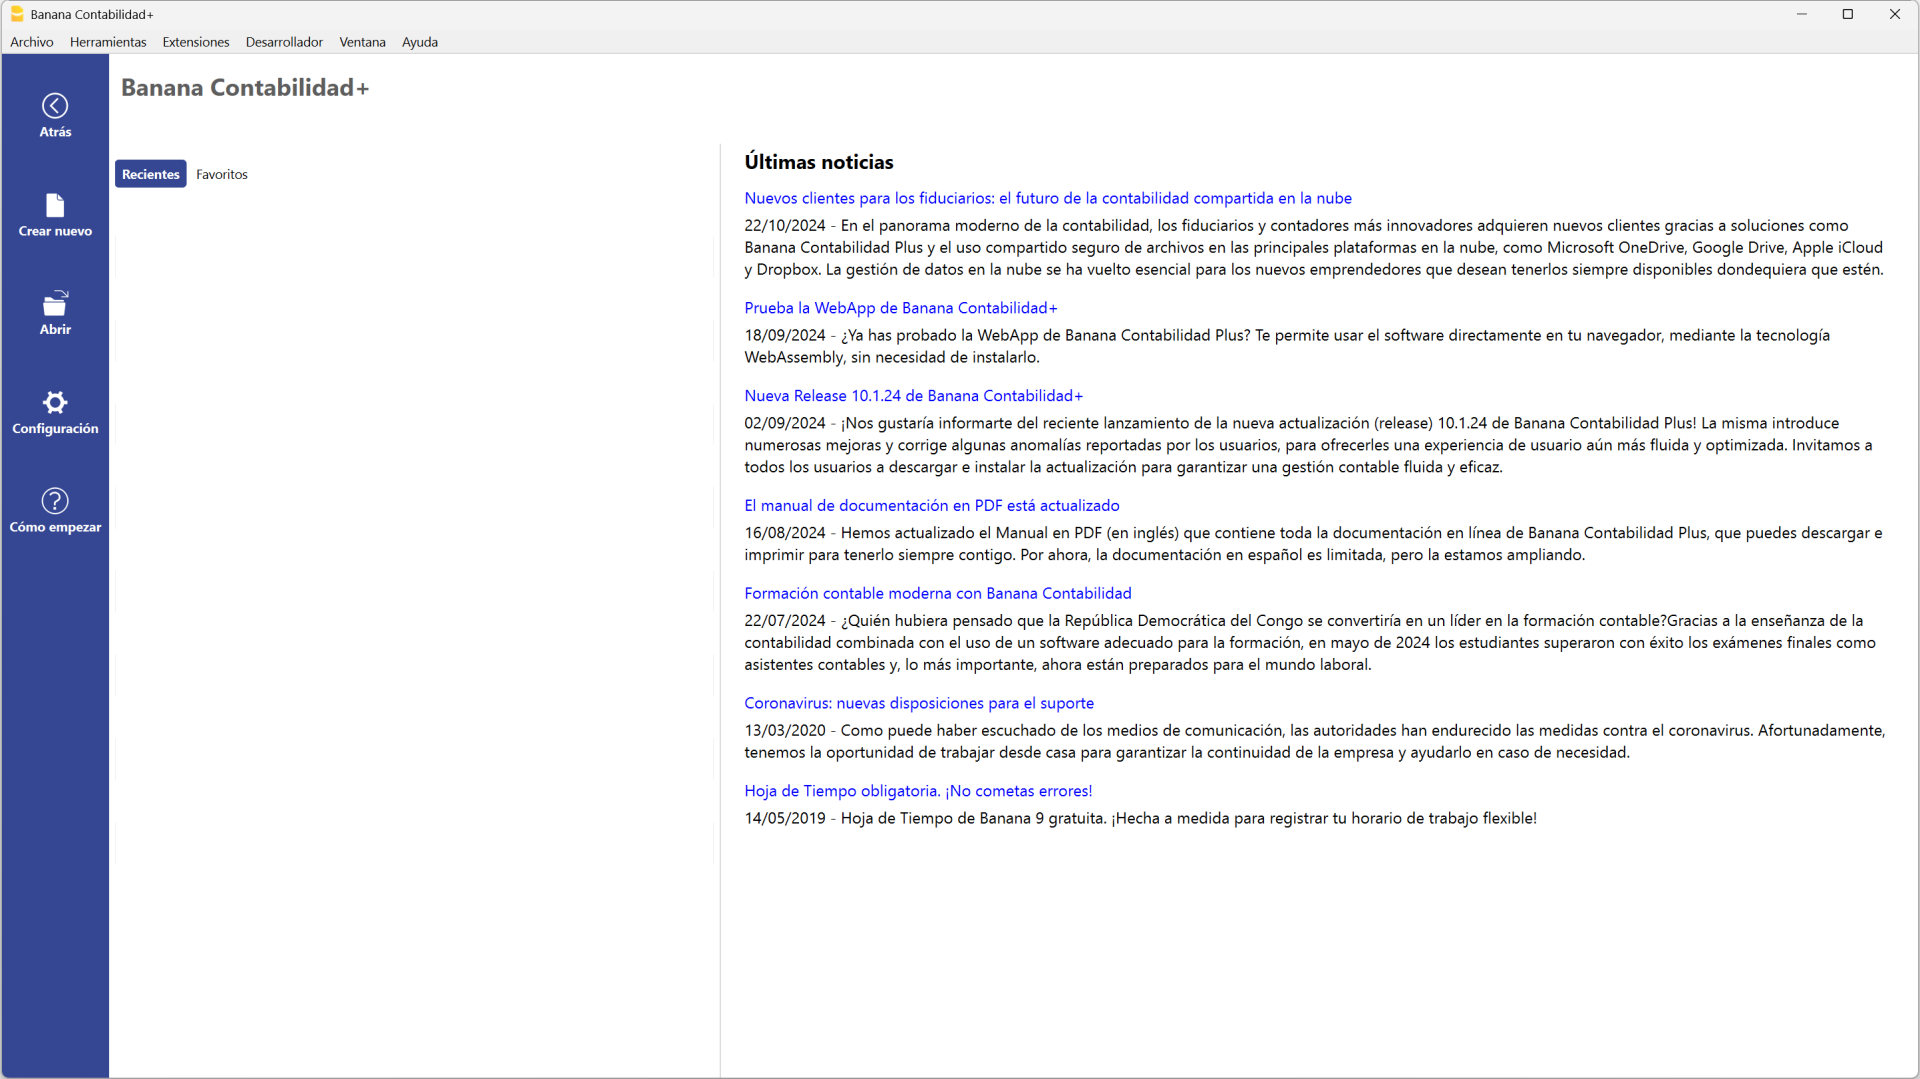 Banana Contabilidad+
Archivo Herramientas Extensiones Desarrollador Ventana Ayuda
Banana Contabilidad+
Atrás
Crear nuevo
Abrir
Configuración
Cómo empezar
Recientes Favoritos
Últimas noticias
Nuevos clientes para los fiduciarios: el futuro de la contabilidad compartida en la nube
22/10/2024 - En el panorama moderno de la contabilidad, los fiduciarios y contadores más innovadores adquieren nuevos clientes gracias a soluciones como
Banana Contabilidad Plus y el uso compartido seguro de archivos en las principales plataformas en la nube, como Microsoft OneDrive, Google Drive, Apple iCloud
y Dropbox. La gestión de datos en la nube se ha vuelto esencial para los nuevos emprendedores que desean tenerlos siempre disponibles dondequiera que estén.
Prueba la WebApp de Banana Contabilidad+
18/09/2024 - ¿Ya has probado la WebApp de Banana Contabilidad Plus? Te permite usar el software directamente en tu navegador, mediante la tecnología
WebAssembly, sin necesidad de instalarlo.
Nueva Release 10.1.24 de Banana Contabilidad+
02/09/2024 - ¡Nos gustaría informarte del reciente lanzamiento de la nueva actualización (release) 10.1.24 de Banana Contabilidad Plus! La misma introduce
numerosas mejoras y corrige algunas anomalías reportadas por los usuarios, para ofrecerles una experiencia de usuario aún más fluida y optimizada. Invitamos a
todos los usuarios a descargar e instalar la actualización para garantizar una gestión contable fluida y eficaz.
El manual de documentación en PDF está actualizado
16/08/2024 - Hemos actualizado el Manual en PDF (en inglés) que contiene toda la documentación en línea de Banana Contabilidad Plus, que puedes descargar e
imprimir para tenerlo siempre contigo. Por ahora, la documentación en español es limitada, pero la estamos ampliando.
Formación contable moderna con Banana Contabilidad
22/07/2024 - ¿Quién hubiera pensado que la República Democrática del Congo se convertiría en un líder en la formación contable?Gracias a la enseñanza de la
contabilidad combinada con el uso de un software adecuado para la formación, en mayo de 2024 los estudiantes superaron con éxito los exámenes finales como
asistentes contables y, lo más importante, ahora están preparados para el mundo laboral.
Coronavirus: nuevas disposiciones para el suporte
13/03/2020 - Como puede haber escuchado de los medios de comunicación, las autoridades han endurecido las medidas contra el coronavirus. Afortunadamente,
tenemos la oportunidad de trabajar desde casa para garantizar la continuidad de la empresa y ayudarlo en caso de necesidad.
Hoja de Tiempo obligatoria. ¡No cometas errores!
14/05/2019 - Hoja de Tiempo de Banana 9 gratuita. ¡Hecha a medida para registrar tu horario de trabajo flexible!